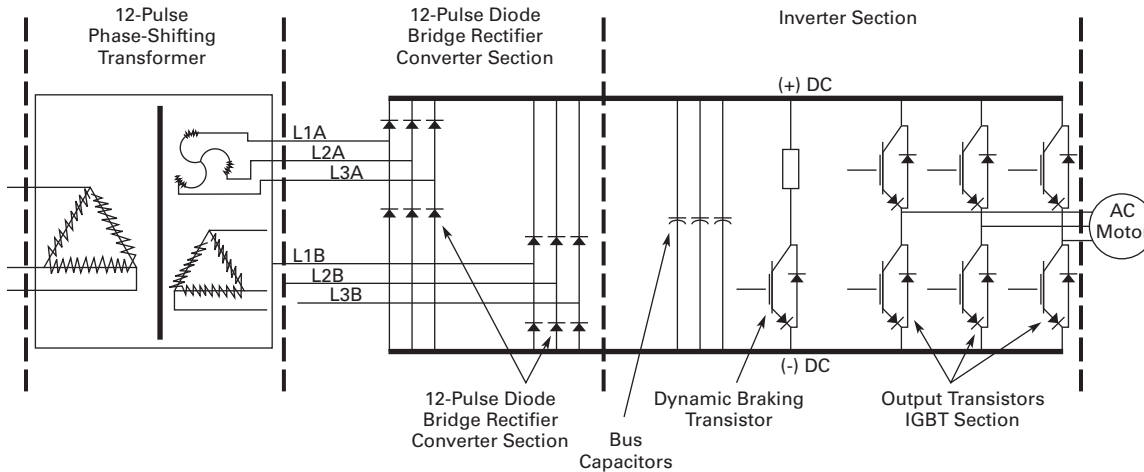 12-Pulse
Phase-Shifting
Transformer
12-Pulse Diode
Bridge Rectifier
Converter Section
Inverter Section
(+) DC
L1A
L2A
L3A
L1B
L2B
L3B
AC
Motor
(-) DC
12-Pulse Diode
Bridge Rectifier
Converter Section
Bus
Capacitors
Dynamic Braking
Transistor
Output Transistors
IGBT Section